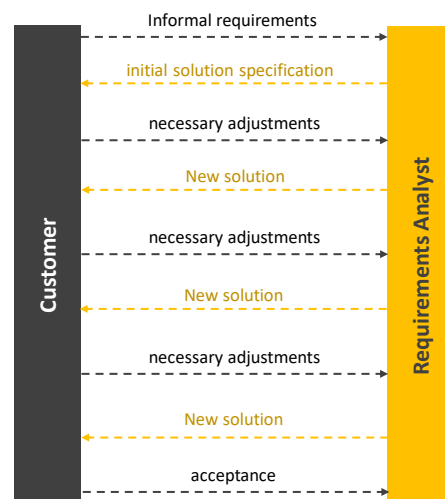 Informal requirements
initial solution specification
necessary adjustments
New solution
necessary adjustments
New solution
necessary adjustments
New solution
acceptance
Customer
Requirements Analyst